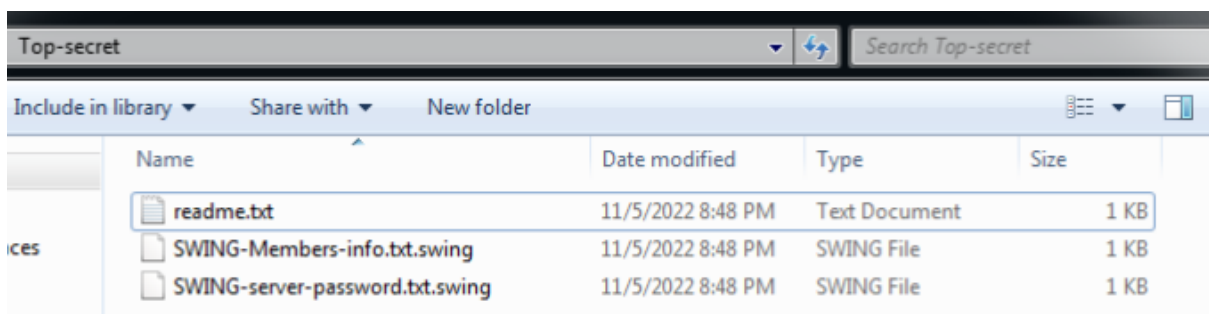 Top-secret Search Top-secret
Include in library Share with New folder
Name Date modified Type Size
readme.txt 11/5/2022 8:48 PM Text Document 1 KB
SWING-Members-info.txt.swing 11/5/2022 8:48 PM SWING File 1 KB
SWING-server-password.txt.swing 11/5/2022 8:48 PM SWING File 1 KB